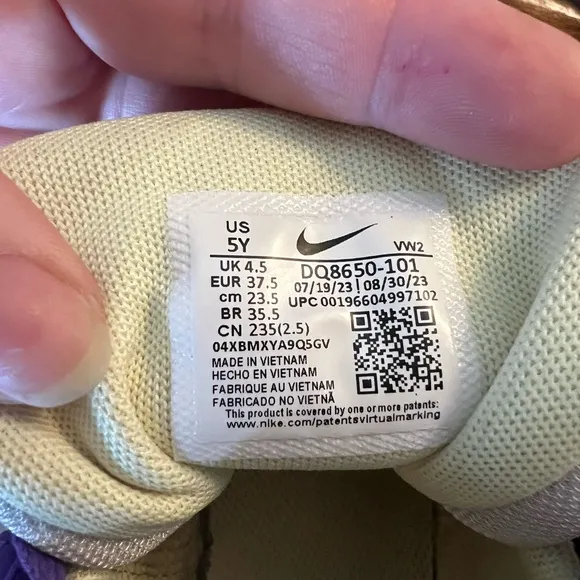 US
5Y
VW2
UK 4.5
EUR 37.5
cm 23.5
BR 35.5
CN 235(2.5)
DQ8650-101
07/19/23 | 08/30/23
UPC 00196604997102
04XBMXYA9Q5GV
MADE IN VIETNAM
HECHO EN VIETNAM
FABRIQUE AU VIETNAM
FABRICADO NO VIETNÃ
This product is covered by one or more patents:
www.nike.com/patentsvirtualmarking